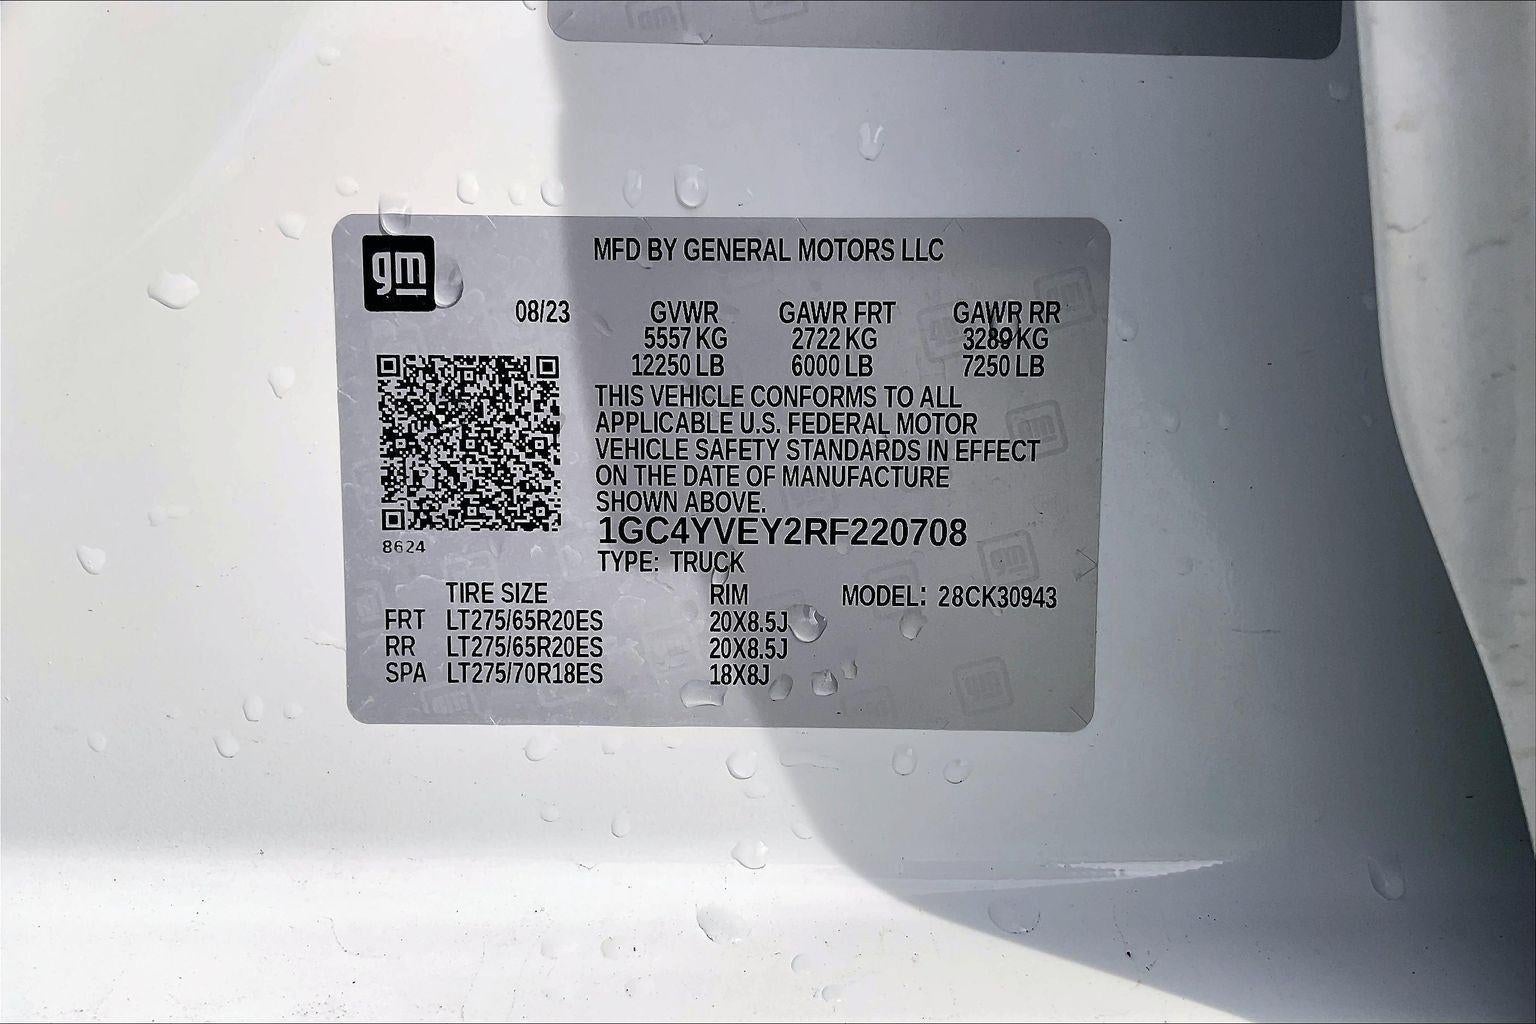 gm
MFD BY GENERAL MOTORS LLC
08/23 GVWR GAWR FRT GAWR RR
5557 KG 2722 KG 3289 KG
12250 LB 6000 LB 7250 LB
THIS VEHICLE CONFORMS TO ALL
APPLICABLE U.S. FEDERAL MOTOR
VEHICLE SAFETY STANDARDS IN EFFECT
ON THE DATE OF MANUFACTURE
SHOWN ABOVE.
8624
1GC4YVEY2RF220708
TYPE: TRUCK
TIRE SIZE RIM MODEL: 28CK30943
FRT LT275/65R20ES 20X8.5J
RR LT275/65R20ES 20X8.5J
SPA LT275/70R18ES 18X8J